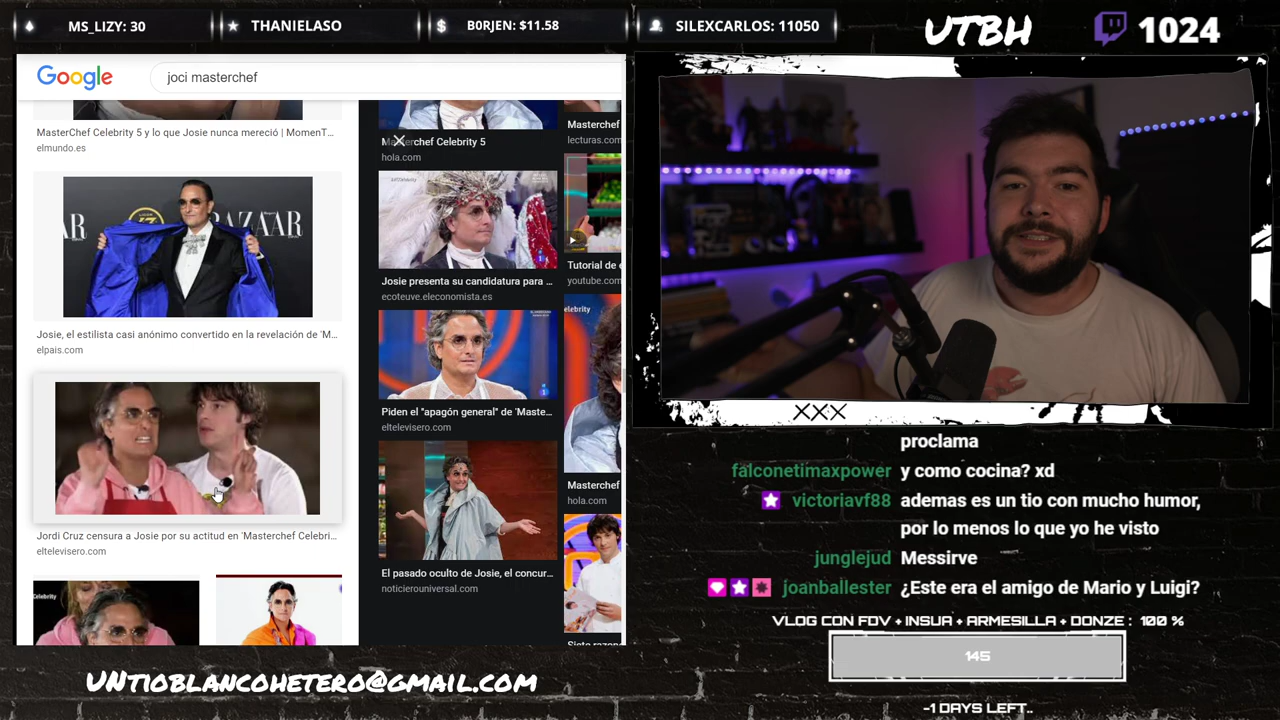 MS_LIZY: 30
THANIELASO
B0RJEN: $11.58
SILEXCARLOS: 11050
UTBH
1024
Google
joci masterchef
MasterChef Celebrity 5 y lo que Josie nunca mereció | MomenT...
elmundo.es
BAZAAR
Josie, el estilista casi anónimo convertido en la revelación de 'M...
elpais.com
Jordi Cruz censura a Josie por su actitud en 'Masterchef Celebri...
eltelevisero.com
Celebrity
chef Celebrity 5
hola.com
Josie presenta su candidatura para ...
ecoteuve.eleconomista.es
Piden el "apagón general" de 'Maste...
eltelevisero.com
El pasado oculto de Josie, el concur...
noticierouniversal.com
Masterchef
lecturas.com
Tutorial de
youtube.com
elebrity
Masterchef
hola.com
XXX
proclama
falconetimaxpower y como cocina? xd
victoriavf88 ademas es un tio con mucho humor,
por lo menos lo que yo he visto
junglejud Messirve
joanballester ¿Este era el amigo de Mario y Luigi?
VLOG CON FDV + INSUA + ARMESILLA + DONZE : 100 %
145
-1 DAYS LEFT..
UNTIOBLANCOHETERO@GMAIL.COM